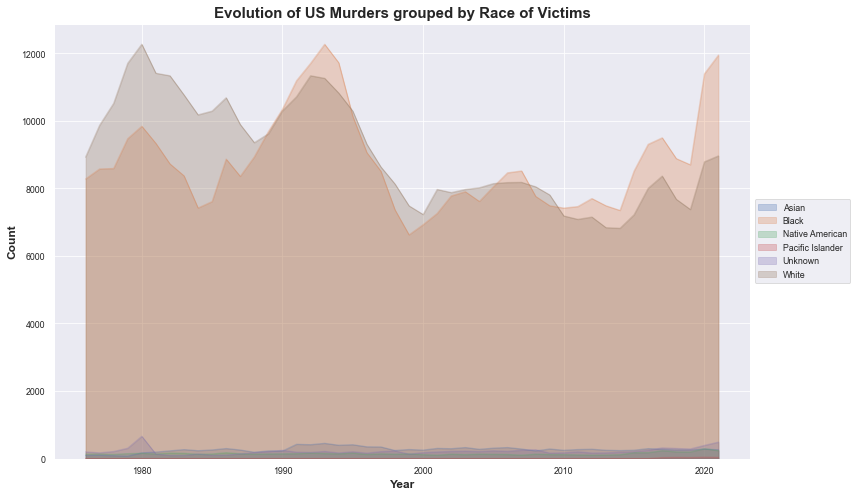 Evolution of US Murders grouped by Race of Victims
12000
10000
8000
6000
4000
2000
0
Count
1980
1990
2000
2010
2020
Year
Asian
Black
Native American
Pacific Islander
Unknown
White